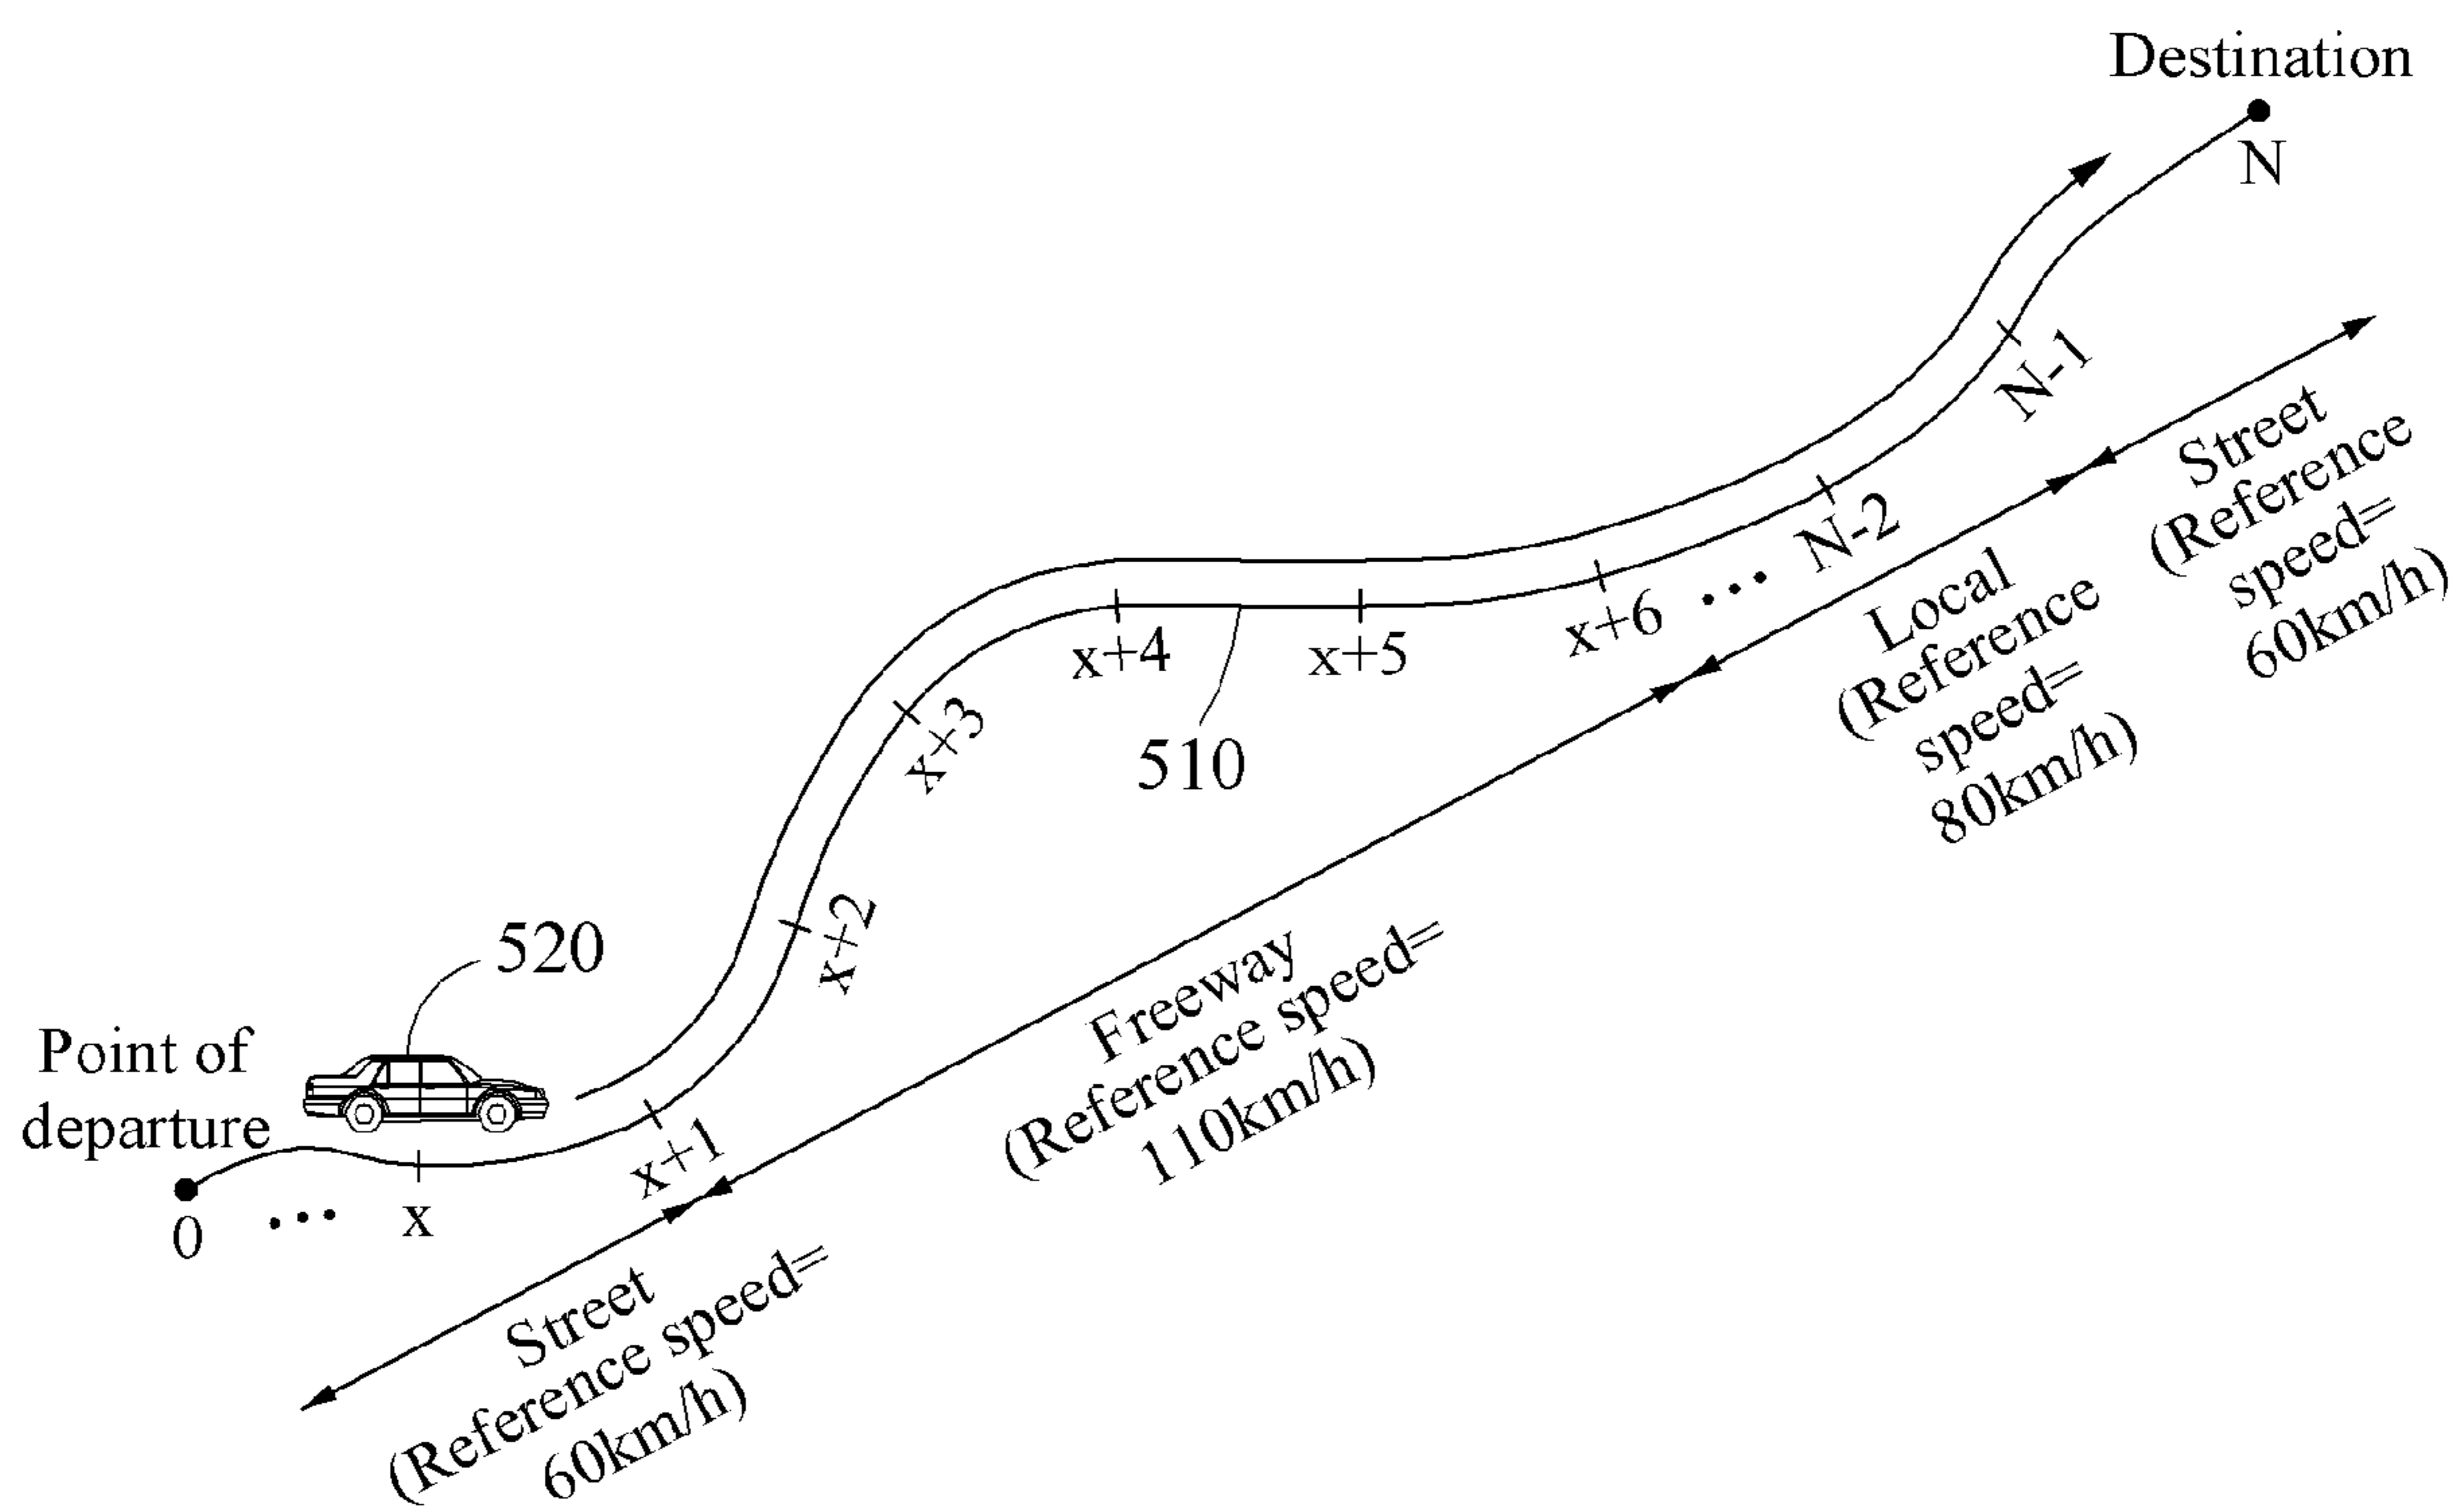 Destination
N
N-1
Street
(Reference
speed=
60km/h)
N-2
• • •
x+6
Local
(Reference
speed=
80km/h)
x+5
x+4
510
x+3
x+2
Freeway
(Reference speed=
110km/h)
520
Point of
departure
x+1
x
• • •
0
Street
(Reference speed=
60km/h)